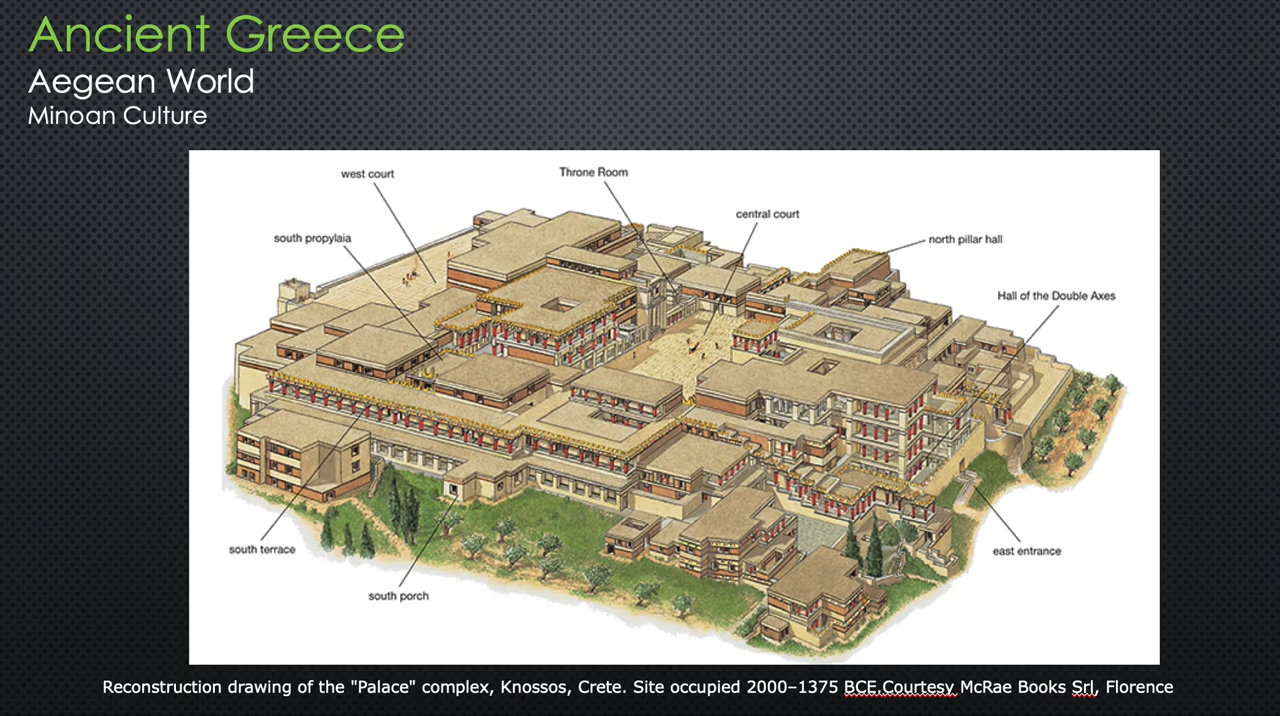 Ancient Greece
Aegean World
Minoan Culture
west court
Throne Room
central court
south propylaia
north pillar hall
Hall of the Double Axes
south terrace
east entrance
south porch
Reconstruction drawing of the "Palace" complex, Knossos, Crete. Site occupied 2000–1375 BCE,Courtesy McRae Books Srl, Florence